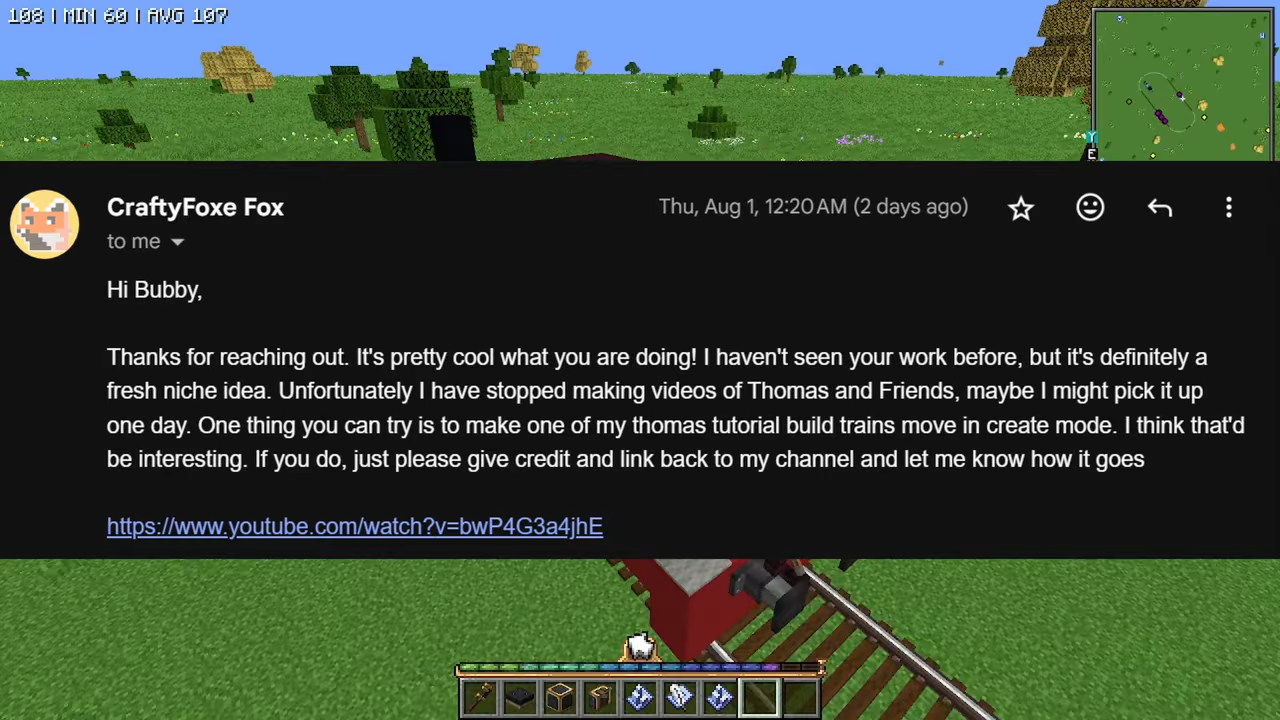 108 | MIN 60 | AVG 107
CraftyFoxe Fox
Thu, Aug 1, 12:20 AM (2 days ago)
to me
Hi Bubby,
Thanks for reaching out. It's pretty cool what you are doing! I haven't seen your work before, but it's definitely a
fresh niche idea. Unfortunately I have stopped making videos of Thomas and Friends, maybe I might pick it up
one day. One thing you can try is to make one of my thomas tutorial build trains move in create mode. I think that'd
be interesting. If you do, just please give credit and link back to my channel and let me know how it goes
https://www.youtube.com/watch?v=bwP4G3a4jhE
E